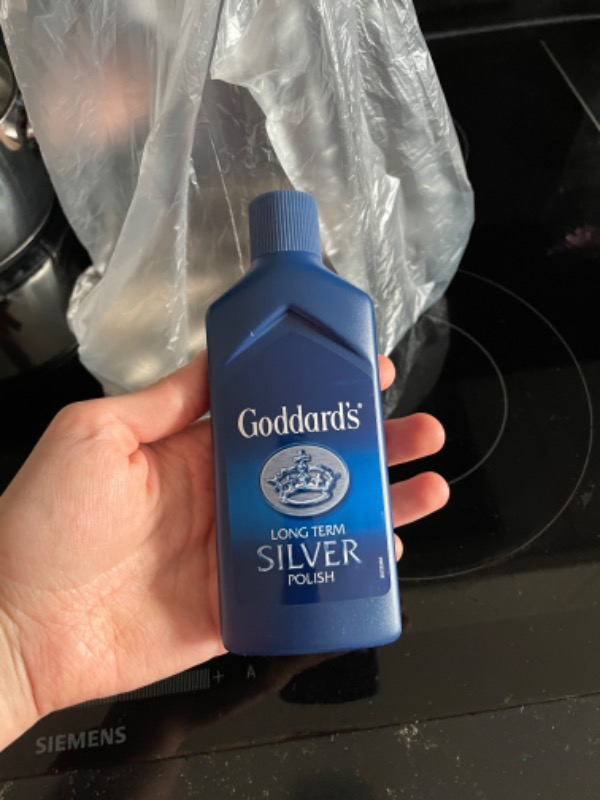 Goddard's®
LONG TERM
SILVER
POLISH
+ A
SIEMENS